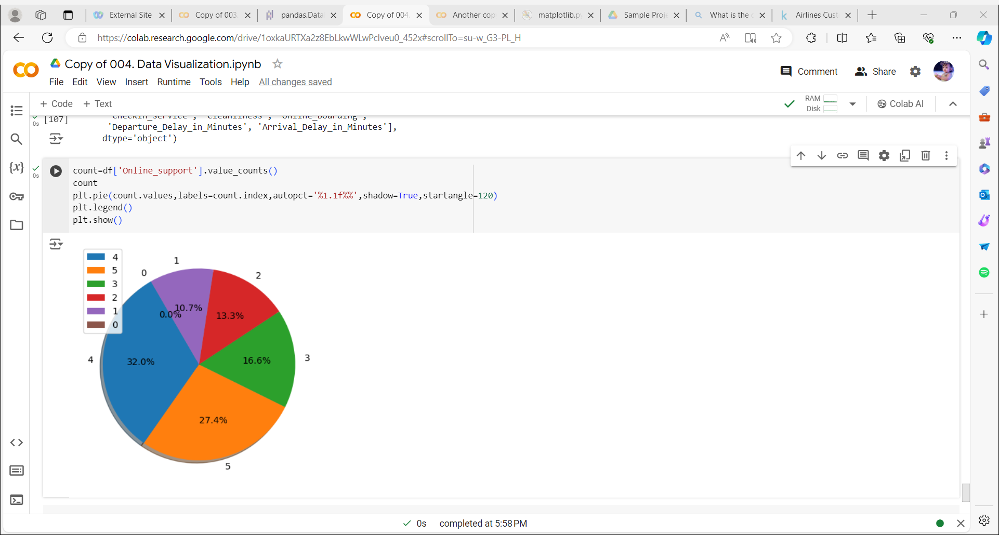 External Site
Copy of 003.
pandas.Data
Copy of 004.
Another cop
matplotlib.p
Sample Proje
What is the
Airlines Cust
https://colab.research.google.com/drive/1oxkaURTXa2z8EbLkwWLwPcIveu0_452x#scrollTo=su-w_G3-PL_H
Copy of 004. Data Visualization.ipynb
Comment
Share
File Edit View Insert Runtime Tools Help All changes saved
+ Code + Text
RAM
Disk
Colab AI
[107]
0s
'Checkin_service', 'Cleanliness', 'Online_boarding',
'Departure_Delay_in_Minutes', 'Arrival_Delay_in_Minutes'],
dtype='object')
0s
count=df['Online_support'].value_counts()
count
plt.pie(count.values,labels=count.index,autopct='%1.1f%%',shadow=True,startangle=120)
plt.legend()
plt.show()
4
5
3
2
1
0
1
0
2
10.7%
0.0%
13.3%
4
32.0%
16.6%
3
27.4%
5
0s completed at 5:58 PM